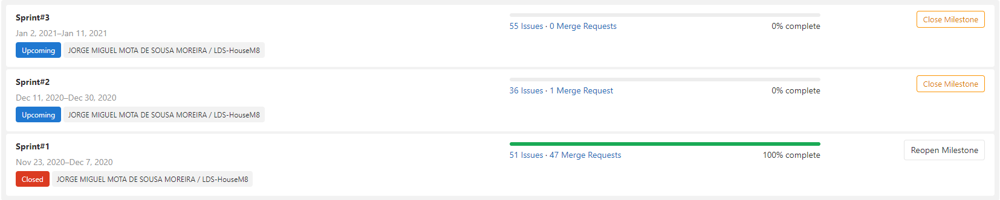 Sprint#3
Jan 2, 2021–Jan 11, 2021
Upcoming JORGE MIGUEL MOTA DE SOUSA MOREIRA / LDS-HouseM8
55 Issues · 0 Merge Requests 0% complete
Close Milestone
Sprint#2
Dec 11, 2020–Dec 30, 2020
Upcoming JORGE MIGUEL MOTA DE SOUSA MOREIRA / LDS-HouseM8
36 Issues · 1 Merge Request 0% complete
Close Milestone
Sprint#1
Nov 23, 2020–Dec 7, 2020
Closed JORGE MIGUEL MOTA DE SOUSA MOREIRA / LDS-HouseM8
51 Issues · 47 Merge Requests 100% complete
Reopen Milestone